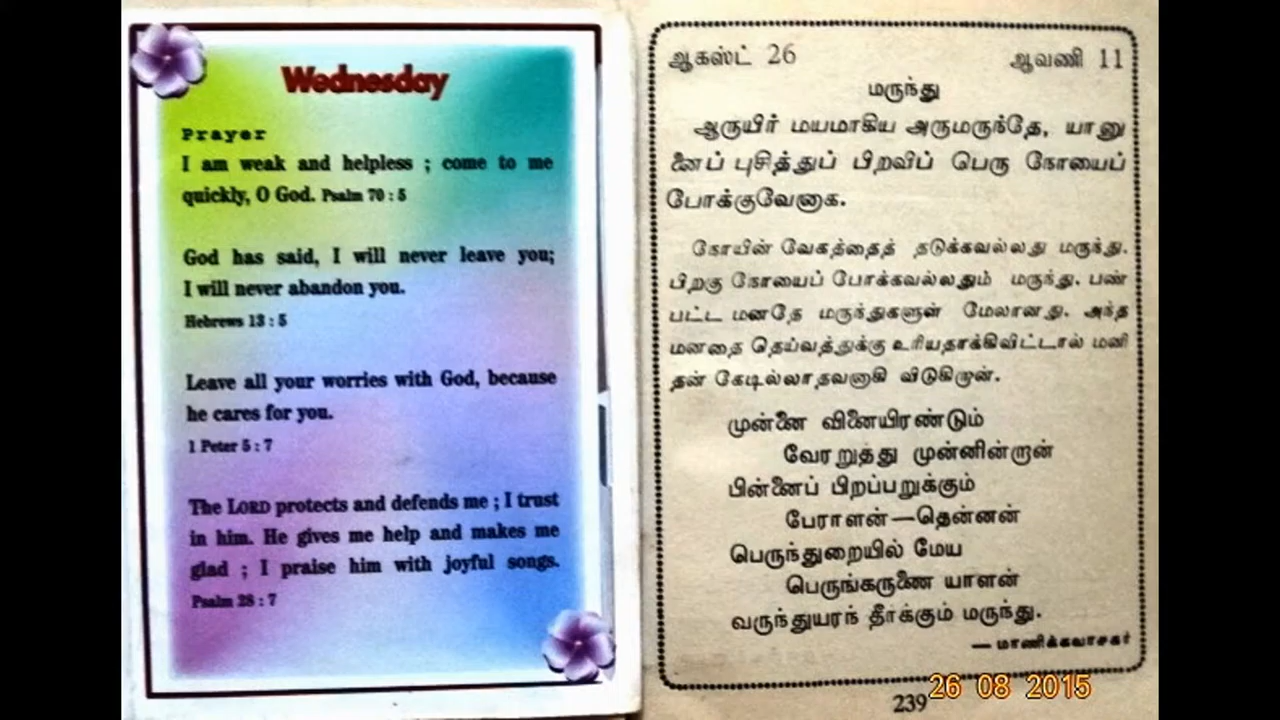 Wednesday
Prayer
I am weak and helpless ; come to me
quickly, O God. Psalm 70 : 5
God has said, I will never leave you;
I will never abandon you.
Hebrews 13 : 5
Leave all your worries with God, because
he cares for you.
1 Peter 5 : 7
The LORD protects and defends me ; I trust
in him. He gives me help and makes me
glad ; I praise him with joyful songs.
Psalm 28 : 7
ஆகஸ்ட் 26 ஆவணி 11
மருந்து
ஆருயிர் மயமாகிய அருமருந்தே, யானு
னைப் புசித்துப் பிறவிப் பெரு நோயைப்
போக்குவேனாக.
நோயின் வேகத்தைத் தடுக்கவல்லது மருந்து.
பிறகு நோயைப் போக்கவல்லதும் மருந்து. பண்
பட்ட மனதே மருந்துகளுள் மேலானது. அந்த
மனதை தெய்வத்துக்கு உரியதாக்கிவிட்டால் மனி
தன் கேடில்லாதவனாகி விடுகிறான்.
முன்னை வினையிரண்டும்
வேரறுத்து முன்னின்றான்
பின்னைப் பிறப்பறுக்கும்
பேராளன்—தென்னன்
பெருந்துறையில் மேய
பெருங்கருணை யாளன்
வருந்துயரந் தீர்க்கும் மருந்து.
— மாணிக்கவாசகர்
239
26 08 2015